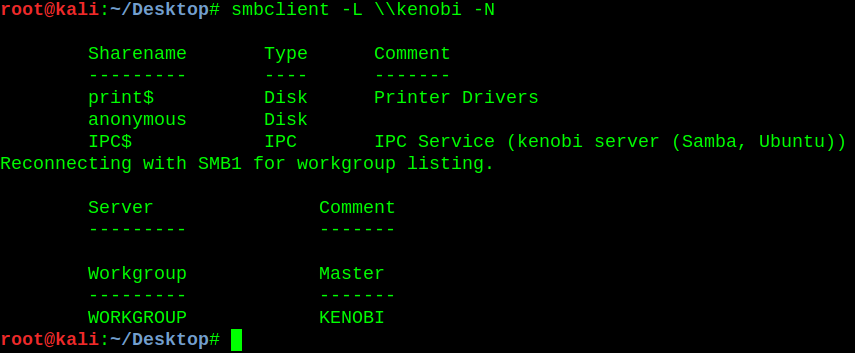 root@kali:~/Desktop# smbclient -L \\kenobi -N
Sharename Type Comment
--------- ---- -------
print$ Disk Printer Drivers
anonymous Disk
IPC$ IPC IPC Service (kenobi server (Samba, Ubuntu))
Reconnecting with SMB1 for workgroup listing.
Server Comment
--------- -------
Workgroup Master
--------- -------
WORKGROUP KENOBI
root@kali:~/Desktop#